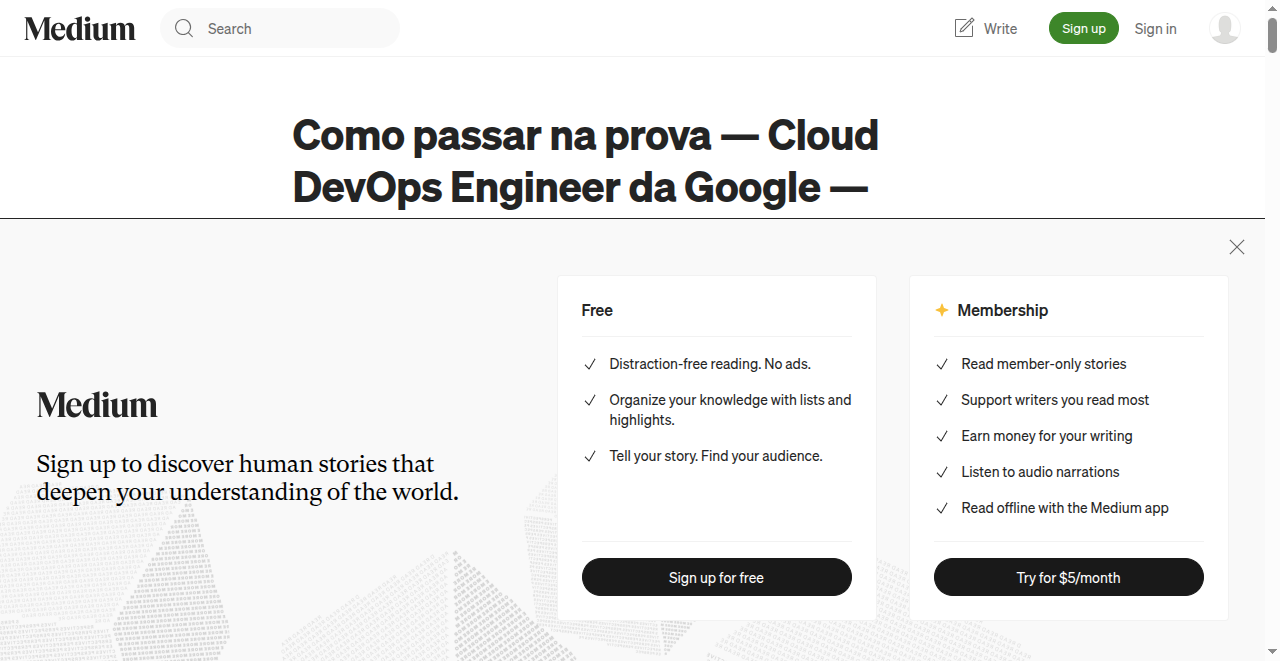 Medium
Search
Write
Sign up
Sign in
Como passar na prova — Cloud
DevOps Engineer da Google —
Medium
Sign up to discover human stories that
deepen your understanding of the world.
Free
Distraction-free reading. No ads.
Organize your knowledge with lists and
highlights.
Tell your story. Find your audience.
Sign up for free
Membership
Read member-only stories
Support writers you read most
Earn money for your writing
Listen to audio narrations
Read offline with the Medium app
Try for $5/month